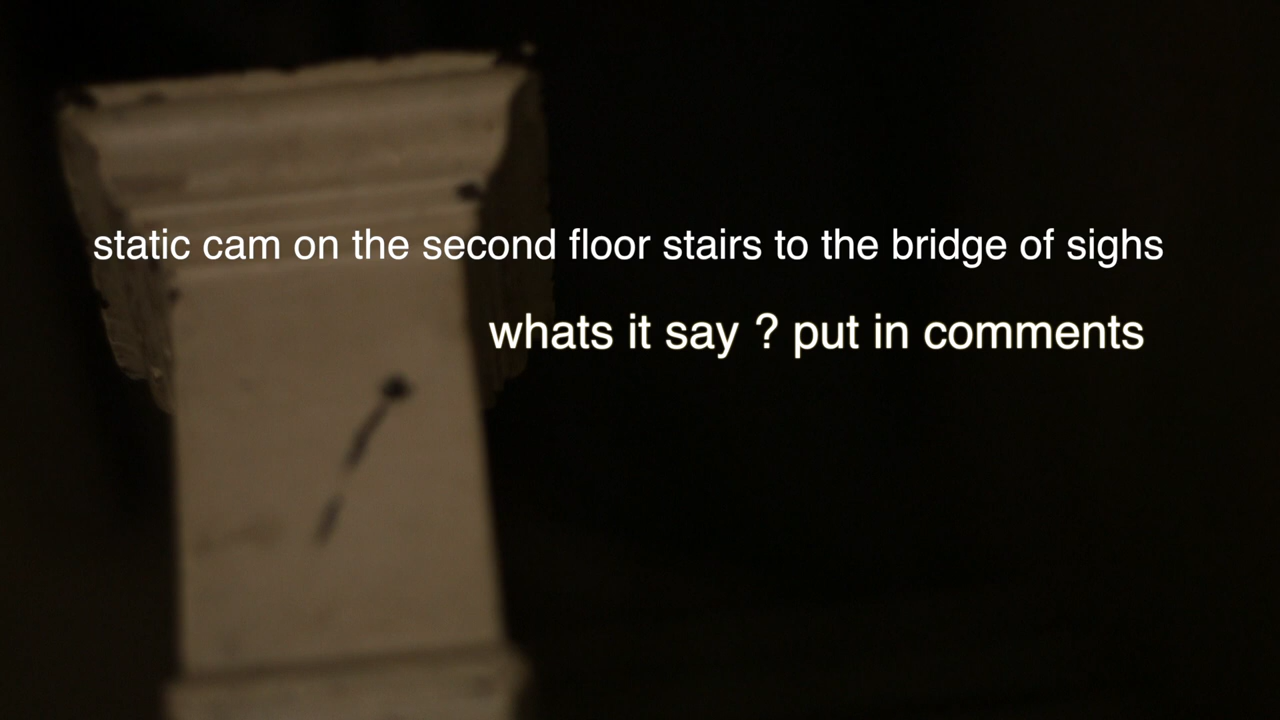 static cam on the second floor stairs to the bridge of sighs
whats it say ? put in comments